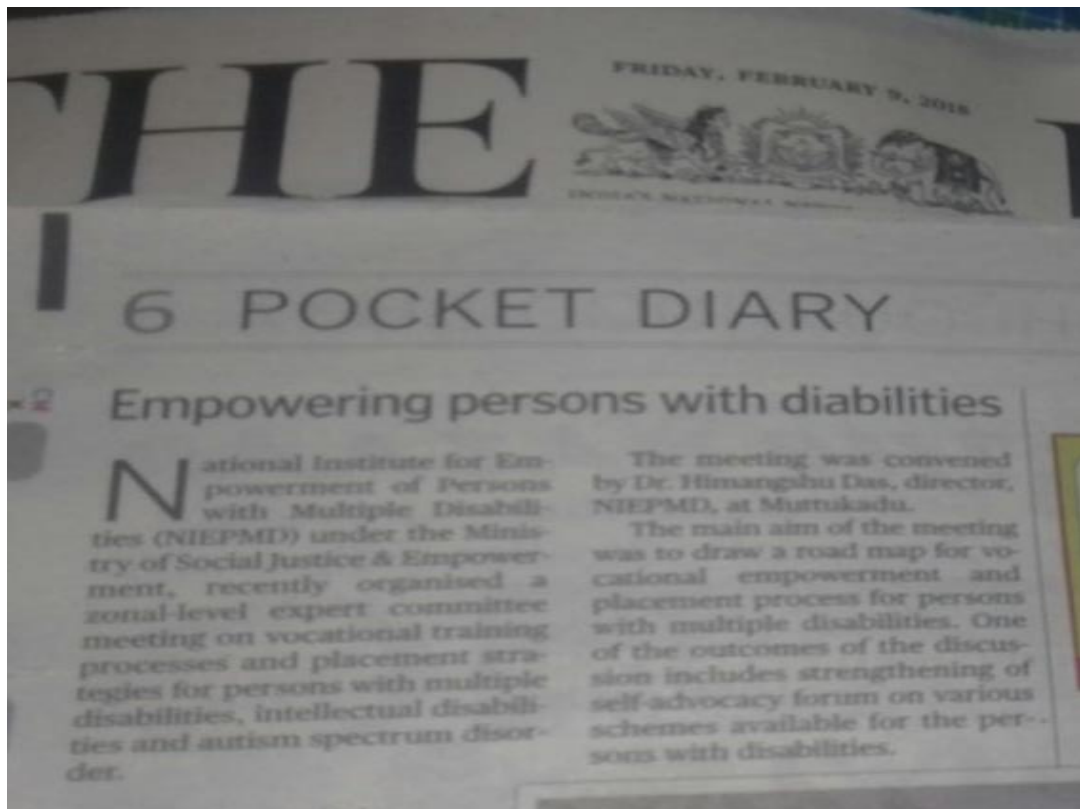 THE
FRIDAY, FEBRUARY 9, 2018
INDIA'S NATIONAL
6 POCKET DIARY
Empowering persons with diabilities
National Institute for Em-
powerment of Persons
with Multiple Disabili-
ties (NIEPMD)) under the Minis-
try of Social Justice & Empower-
ment, recently organised a
zonal-level expert committee
meeting on vocational training
processes and placement stra-
tegies for persons with multiple
disabilities, intellectual disabili-
ties and autism spectrum disor-
der.
The meeting was convened
by Dr. Himangshu Das, director,
NIEPMD, at Muttukadu.
The main aim of the meeting
was to draw a road map for vo-
cational empowerment and
placement process for persons
with multiple disabilities. One
of the outcomes of the discus-
sion includes strengthening of
self-advocacy forum on various
schemes available for the per-
sons with disabilities.